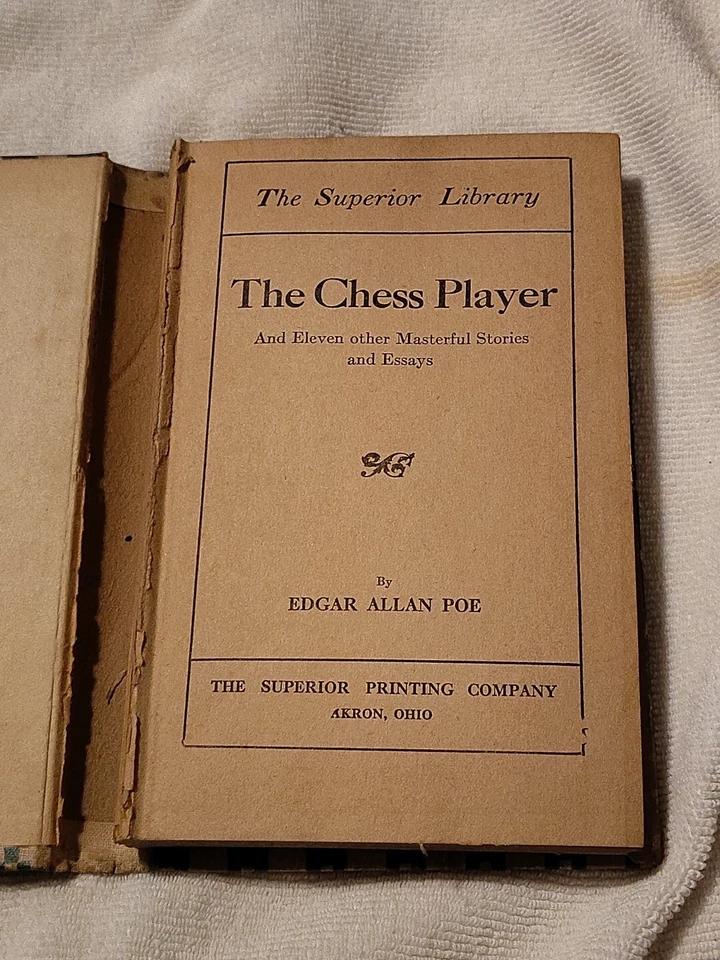 The Superior Library
The Chess Player
And Eleven other Masterful Stories
and Essays
By
EDGAR ALLAN POE
THE SUPERIOR PRINTING COMPANY
AKRON, OHIO